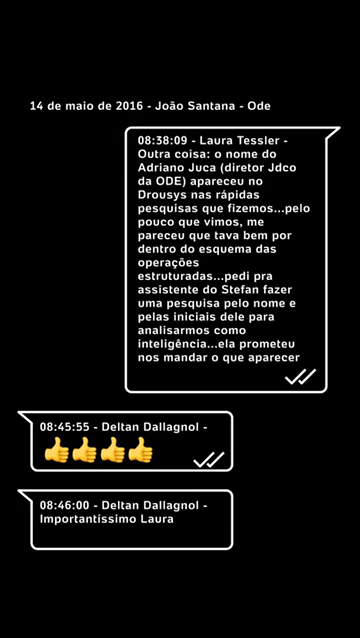 14 de maio de 2016 - João Santana - Ode
08:38:09 - Laura Tessler -
Outra coisa: o nome do
Adriano Juca (diretor Jdco
da ODE) apareceu no
Drousys nas rápidas
pesquisas que fizemos...pelo
pouco que vimos, me
pareceu que tava bem por
dentro do esquema das
operações
estruturadas...pedi pra
assistente do Stefan fazer
uma pesquisa pelo nome e
pelas iniciais dele para
analisarmos como
inteligência...ela prometeu
nos mandar o que aparecer
08:45:55 - Deltan Dallagnol -
👍👍👍👍
08:46:00 - Deltan Dallagnol -
Importantíssimo Laura